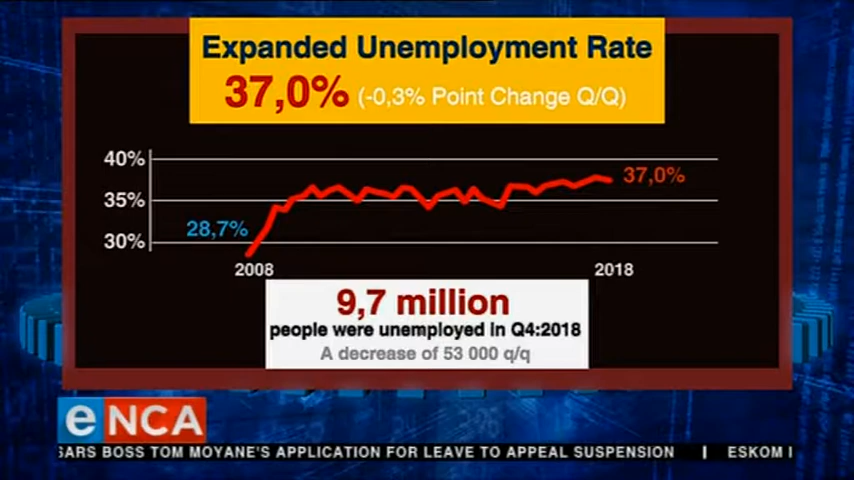 Expanded Unemployment Rate
37,0% (-0,3% Point Change Q/Q)
40%
35%
30%
28,7%
37,0%
2008
2018
9,7 million
people were unemployed in Q4:2018
A decrease of 53 000 q/q
eNCA
SARS BOSS TOM MOYANE'S APPLICATION FOR LEAVE TO APPEAL SUSPENSION | ESKOM